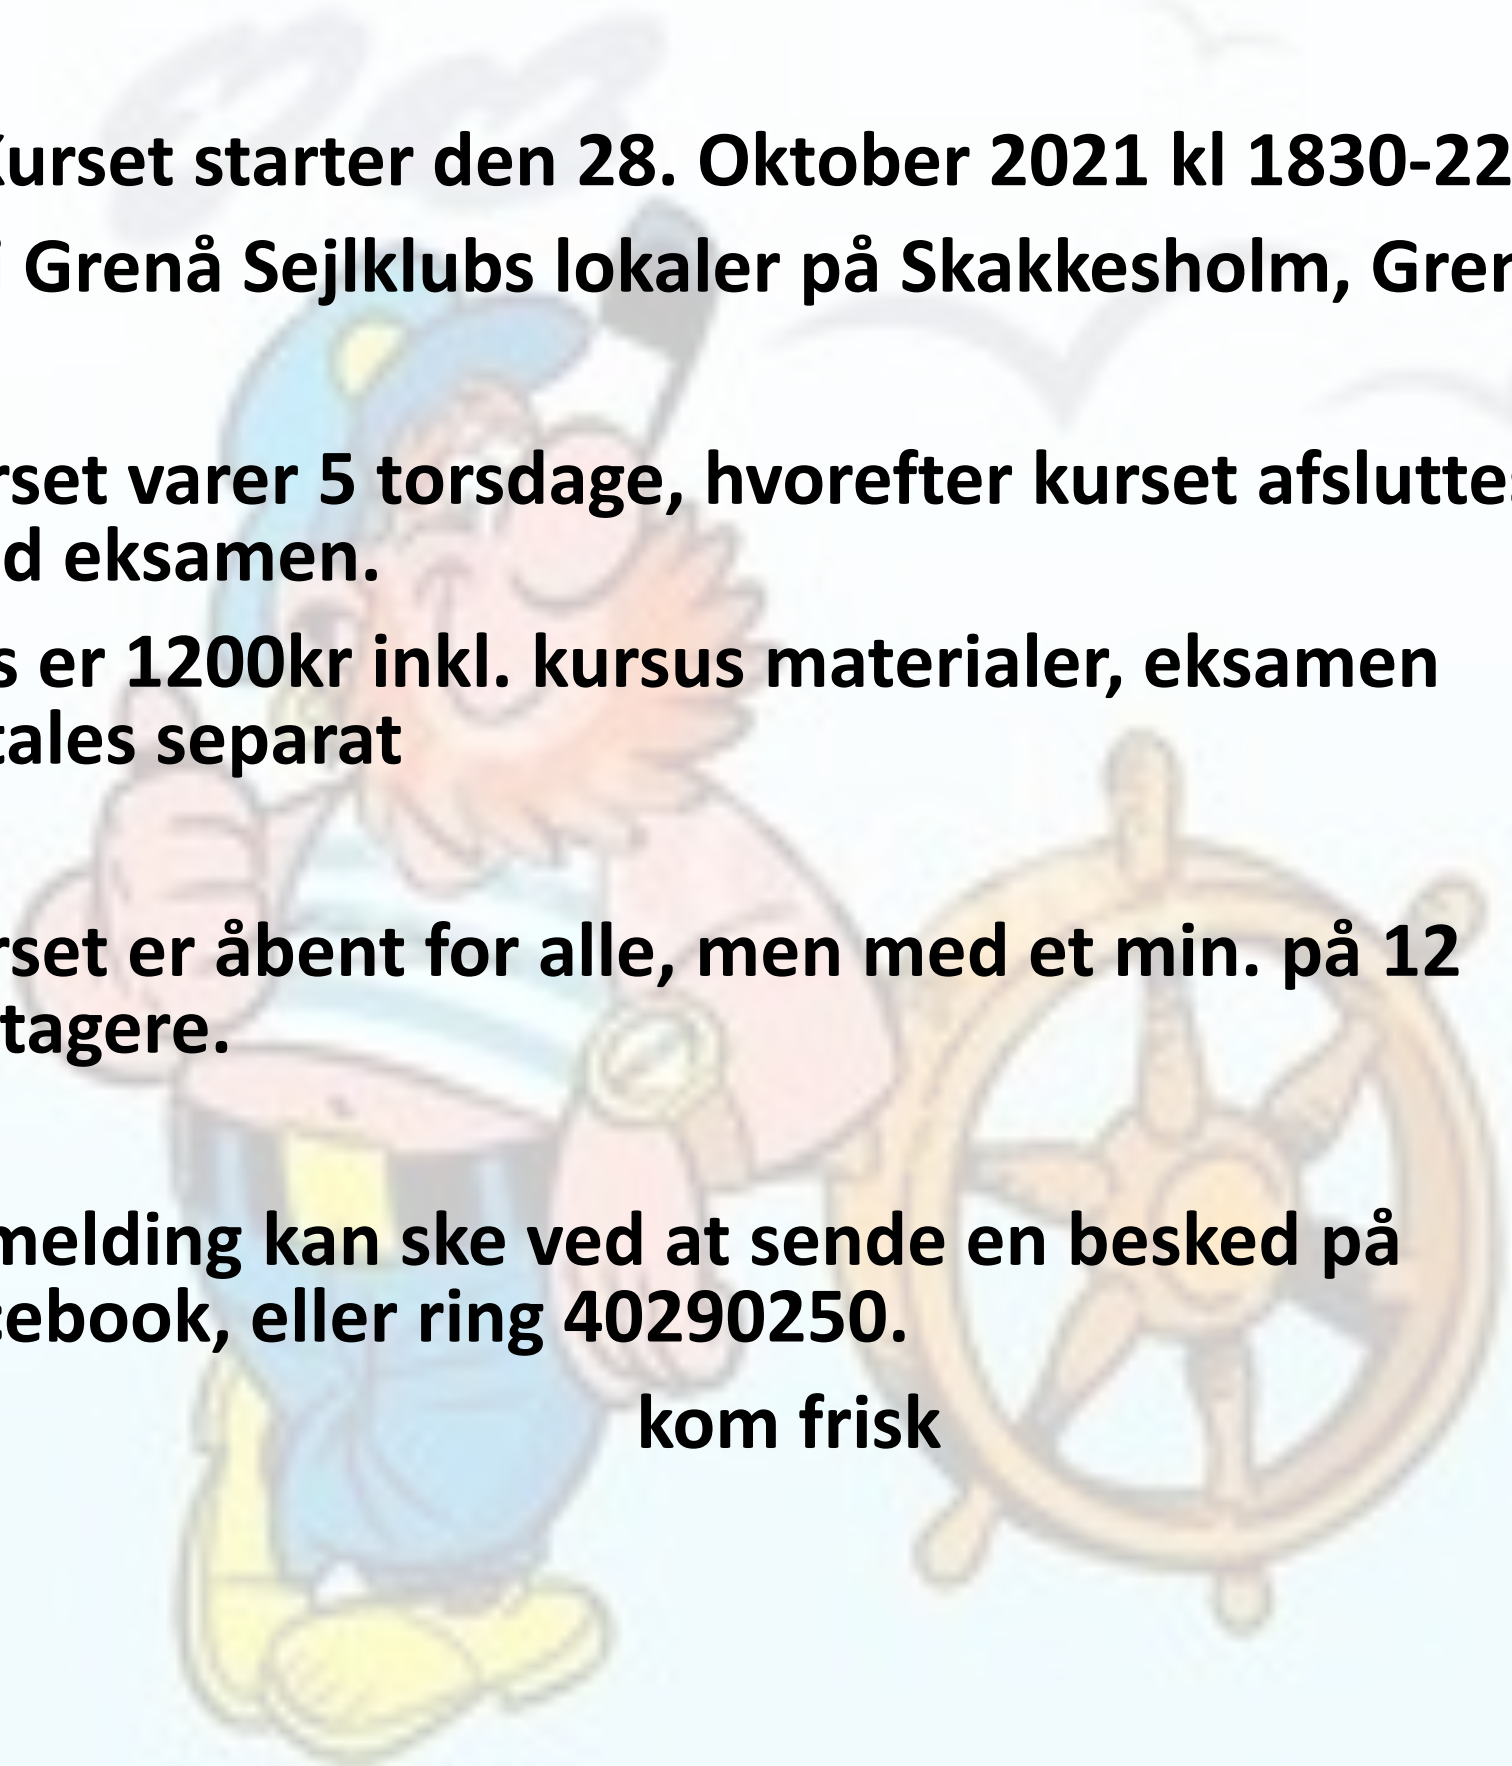 Kurset starter den 28. Oktober 2021 kl 1830-22
i Grenå Sejlklubs lokaler på Skakkesholm, Gren
rset varer 5 torsdage, hvorefter kurset afsluttes
d eksamen.
s er 1200kr inkl. kursus materialer, eksamen
tales separat
rset er åbent for alle, men med et min. på 12
tagere.
melding kan ske ved at sende en besked på
cebook, eller ring 40290250.
kom frisk